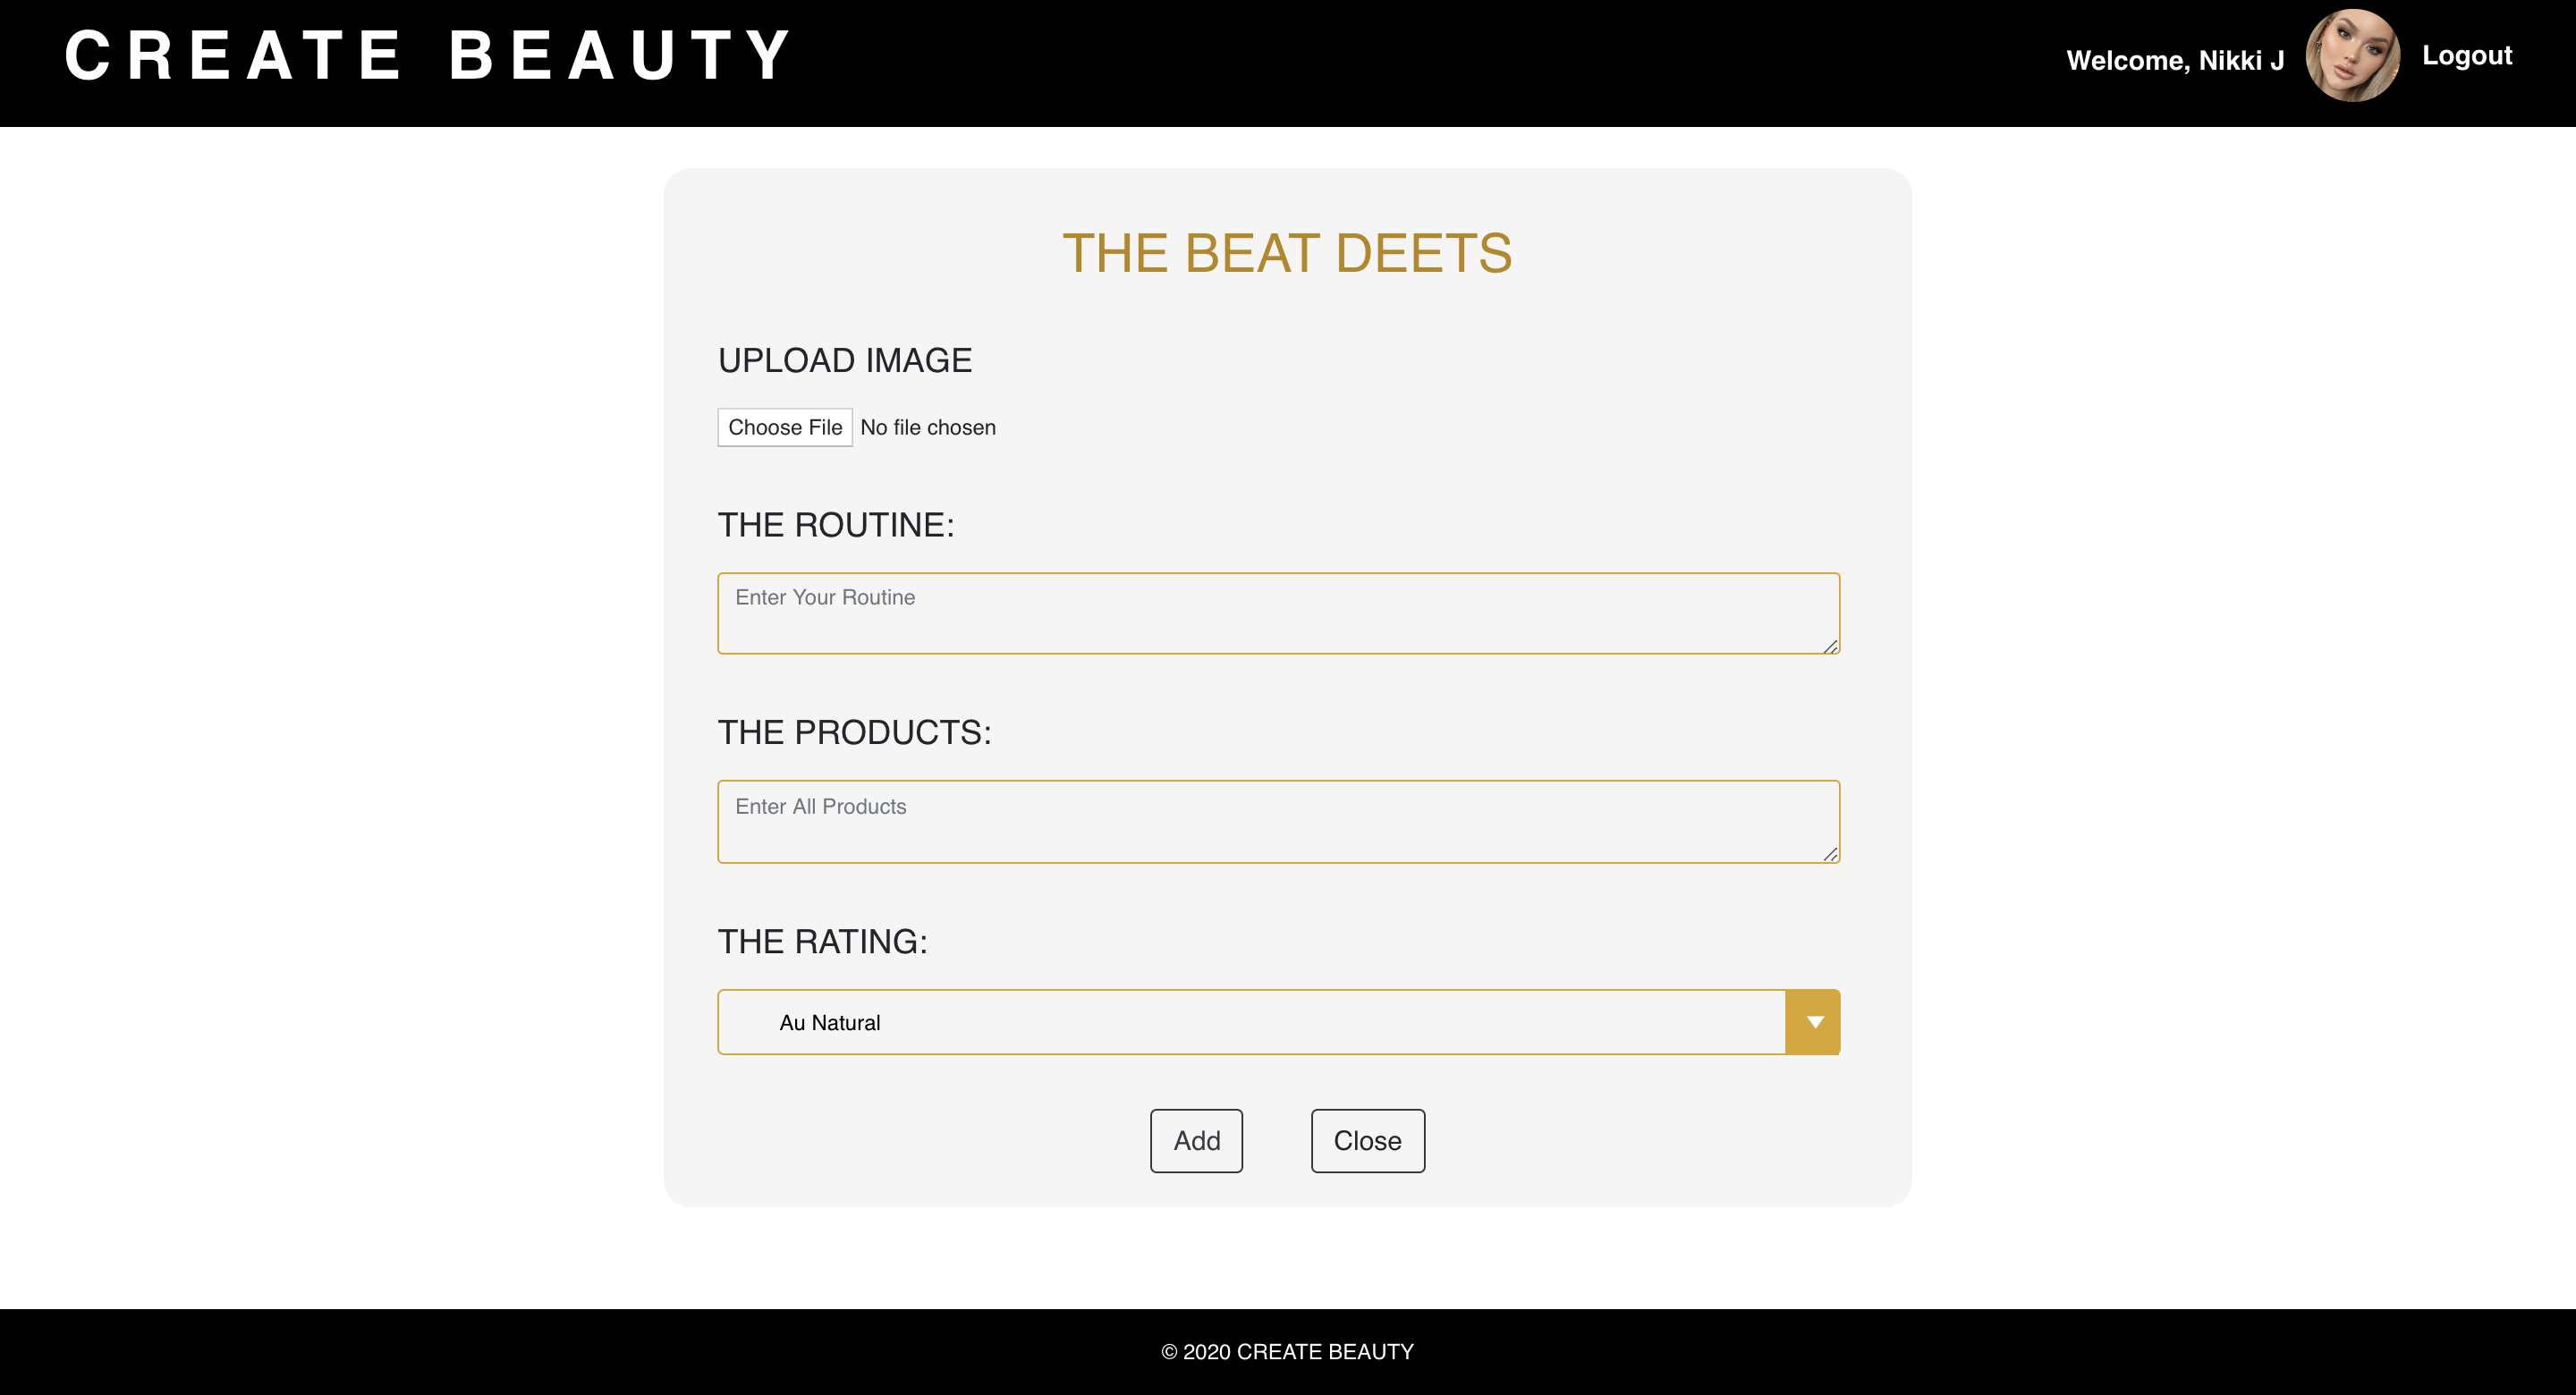 CREATE BEAUTY
Welcome, Nikki J
Logout
THE BEAT DEETS
UPLOAD IMAGE
Choose File No file chosen
THE ROUTINE:
Enter Your Routine
THE PRODUCTS:
Enter All Products
THE RATING:
Au Natural
Add
Close
© 2020 CREATE BEAUTY